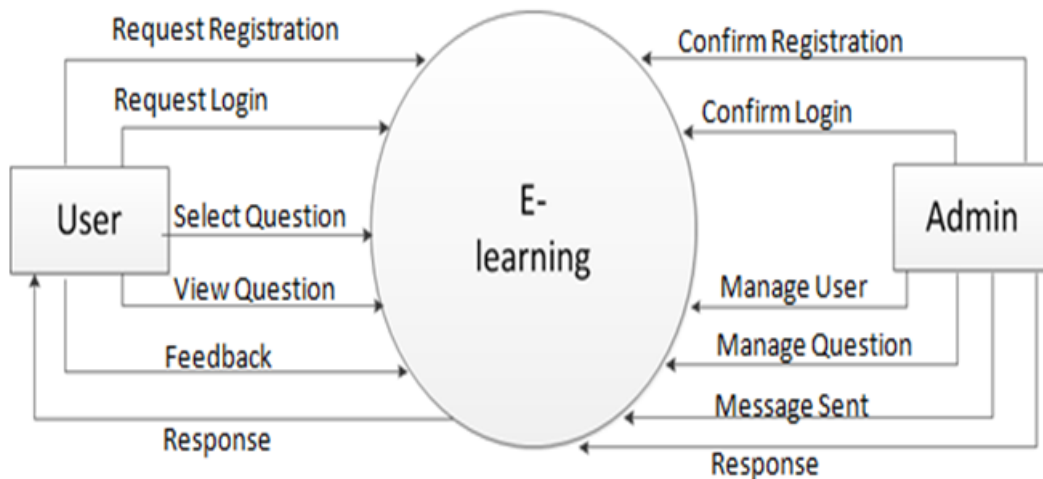 Request Registration
Confirm Registration
Request Login
Confirm Login
User
Select Question
E-
learning
Admin
View Question
Manage User
Feedback
Manage Question
Message Sent
Response
Response